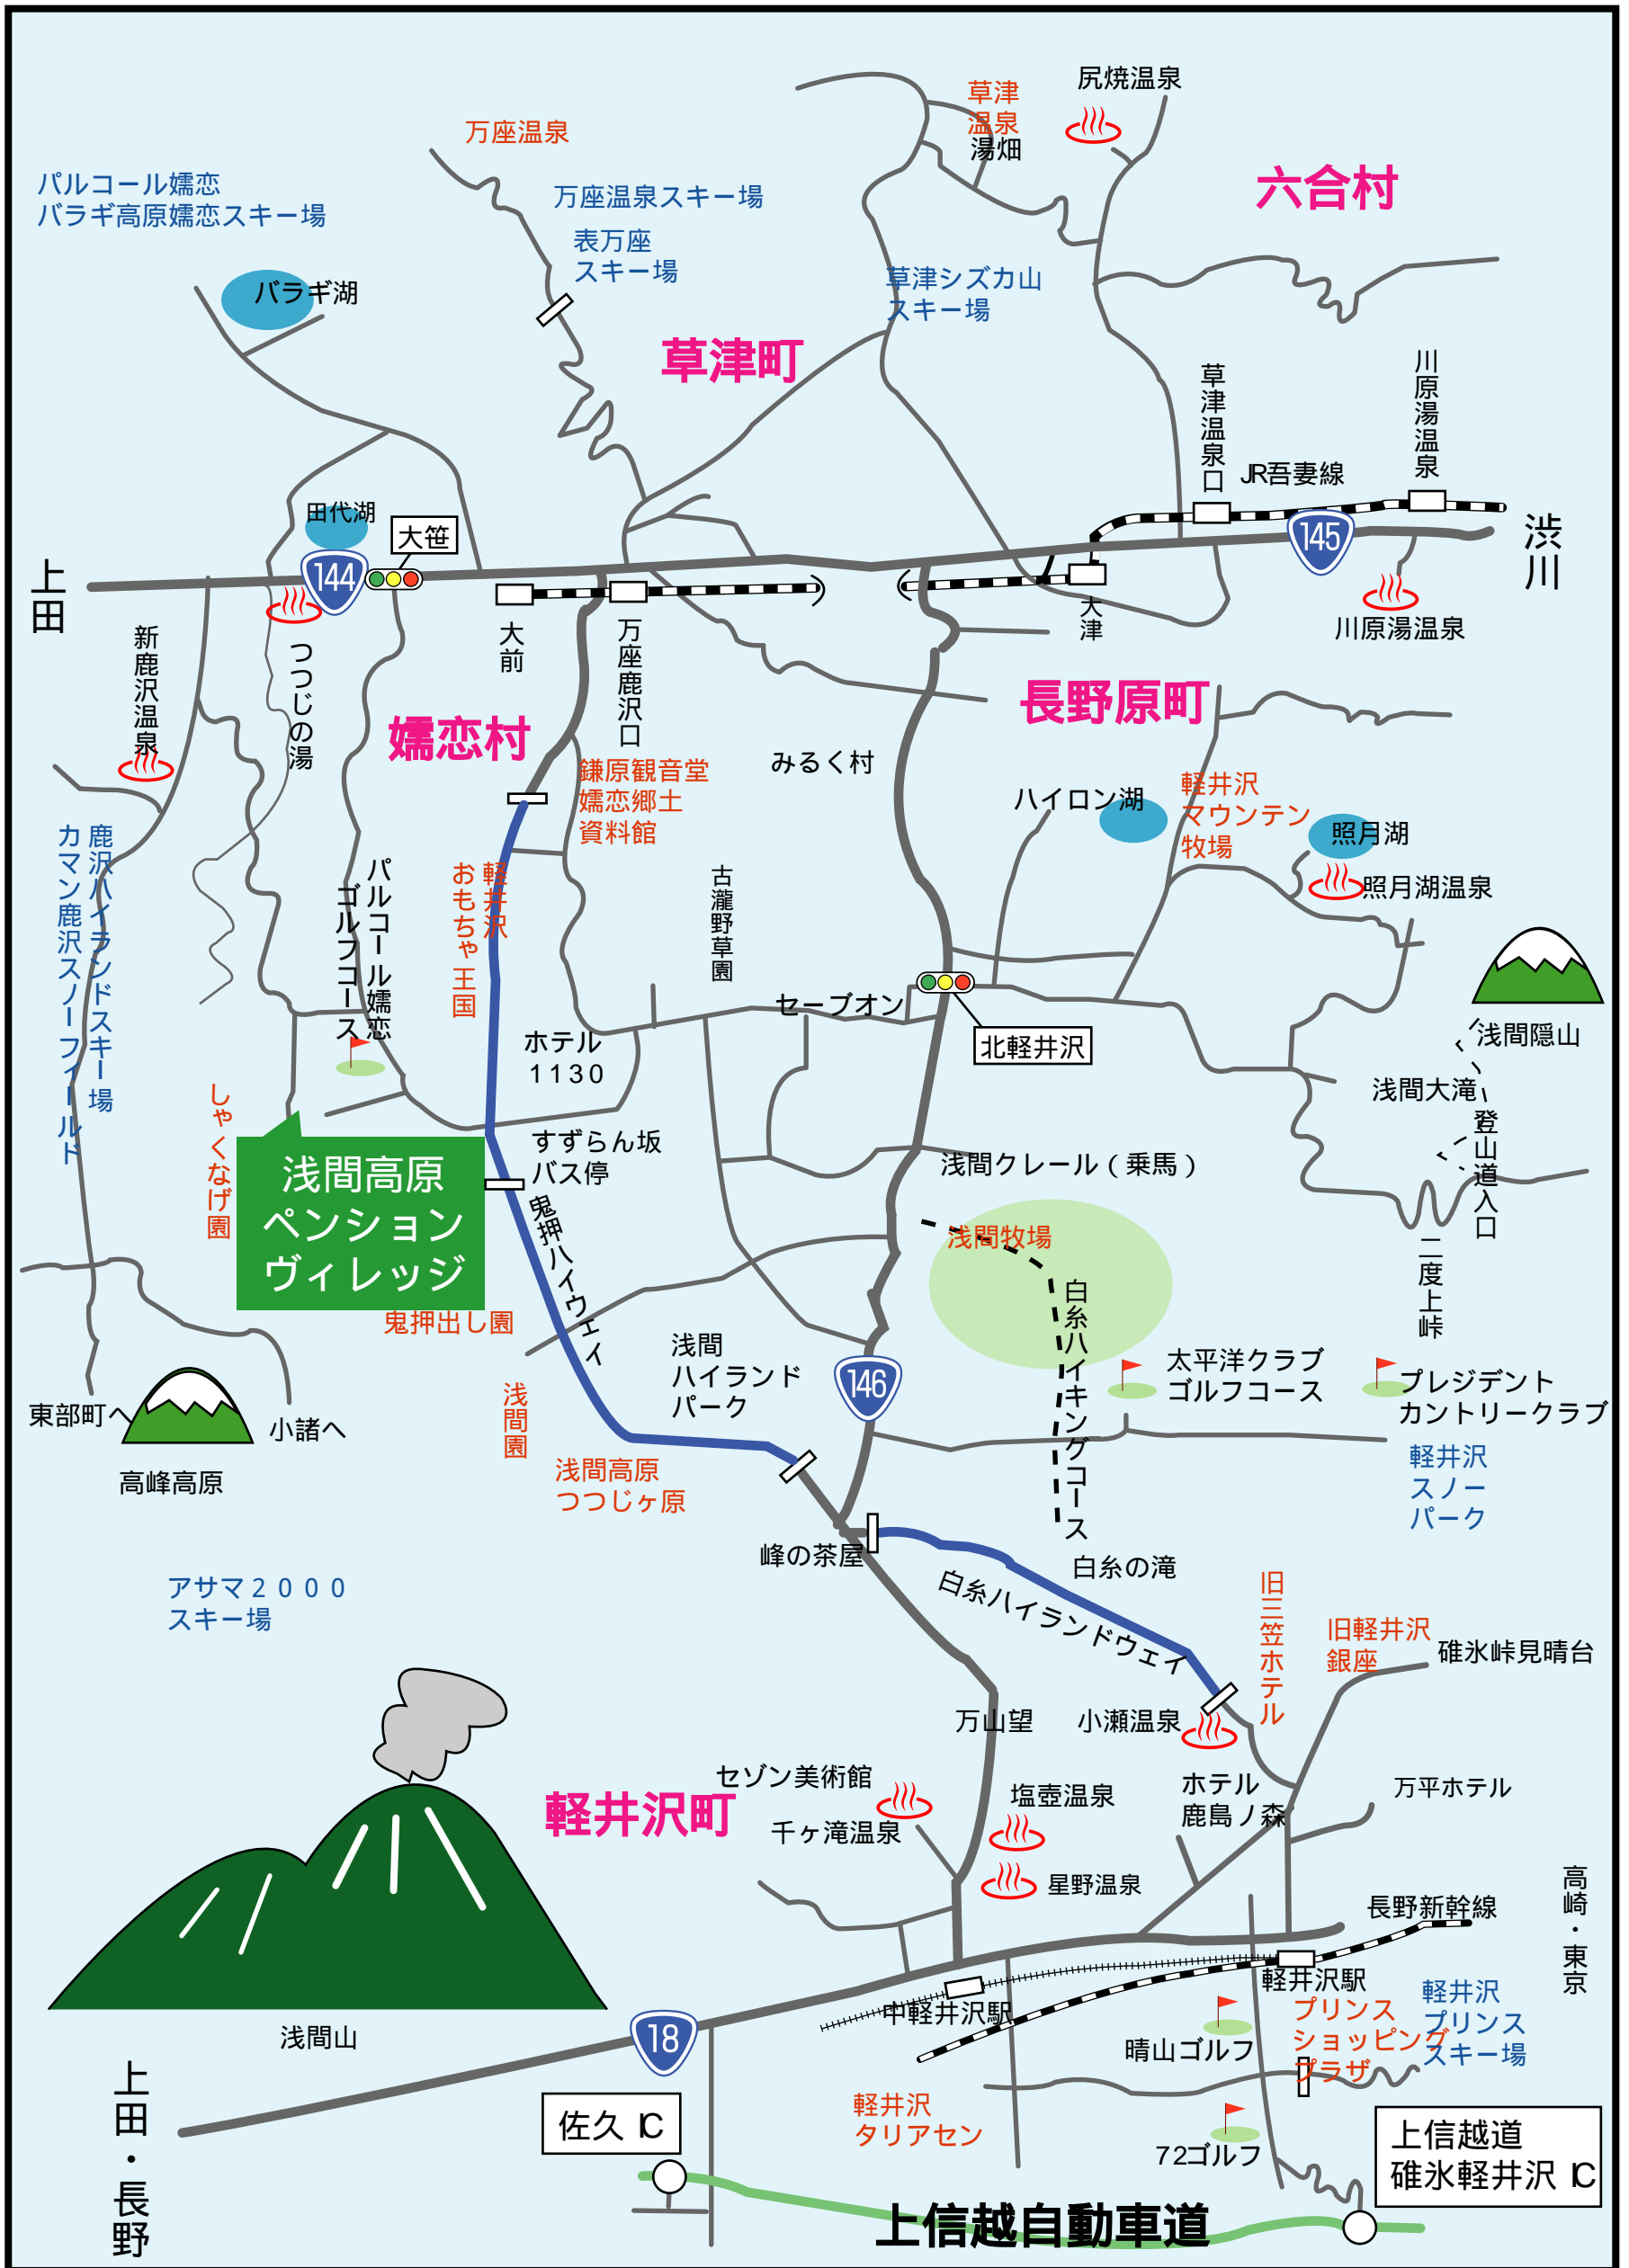 尻焼温泉
草津
温泉
湯畑
万座温泉
六合村
パルコール嬬恋
バラギ高原嬬恋スキー場
万座温泉スキー場
表万座
スキー場
草津シズカ山
スキー場
バラギ湖
草津町
草津温泉口
川原湯温泉
JR吾妻線
田代湖
大笹
145
渋川
上田
144
大前
万座鹿沢口
大津
川原湯温泉
新鹿沢温泉
つつじの湯
嬬恋村
長野原町
みるく村
鎌原観音堂
嬬恋郷土
資料館
ハイロン湖
軽井沢
マウンテン
牧場
照月湖
照月湖温泉
鹿沢ハイランドスキー場
カマン鹿沢スノーフィールド
パルコール嬬恋
ゴルフコース
軽井沢
おもちゃ王国
古瀧野草園
セーブオン
北軽井沢
浅間隠山
浅間大滝
登山道入口
二度上峠
ホテル
1130
しゃくなげ園
すずらん坂
バス停
浅間クレール(乗馬)
浅間高原
ペンション
ヴィレッジ
鬼押ハイウェイ
浅間牧場
白糸ハイキングコース
鬼押出し園
浅間
ハイランド
パーク
146
太平洋クラブ
ゴルフコース
プレジデント
カントリークラブ
東部町へ
小諸へ
高峰高原
浅間園
浅間高原
つつじヶ原
軽井沢
スノー
パーク
峰の茶屋
白糸の滝
白糸ハイランドウェイ
アサマ2000
スキー場
旧三笠ホテル
旧軽井沢
銀座
碓氷峠見晴台
万山望
小瀬温泉
セゾン美術館
軽井沢町
千ヶ滝温泉
塩壺温泉
ホテル
鹿島ノ森
万平ホテル
星野温泉
長野新幹線
高崎・東京
軽井沢駅
中軽井沢駅
プリンス
ショッピング
プラザ
軽井沢
プリンス
スキー場
浅間山
18
晴山ゴルフ
上田・長野
佐久 IC
軽井沢
タリアセン
72ゴルフ
上信越道
碓氷軽井沢 IC
上信越自動車道